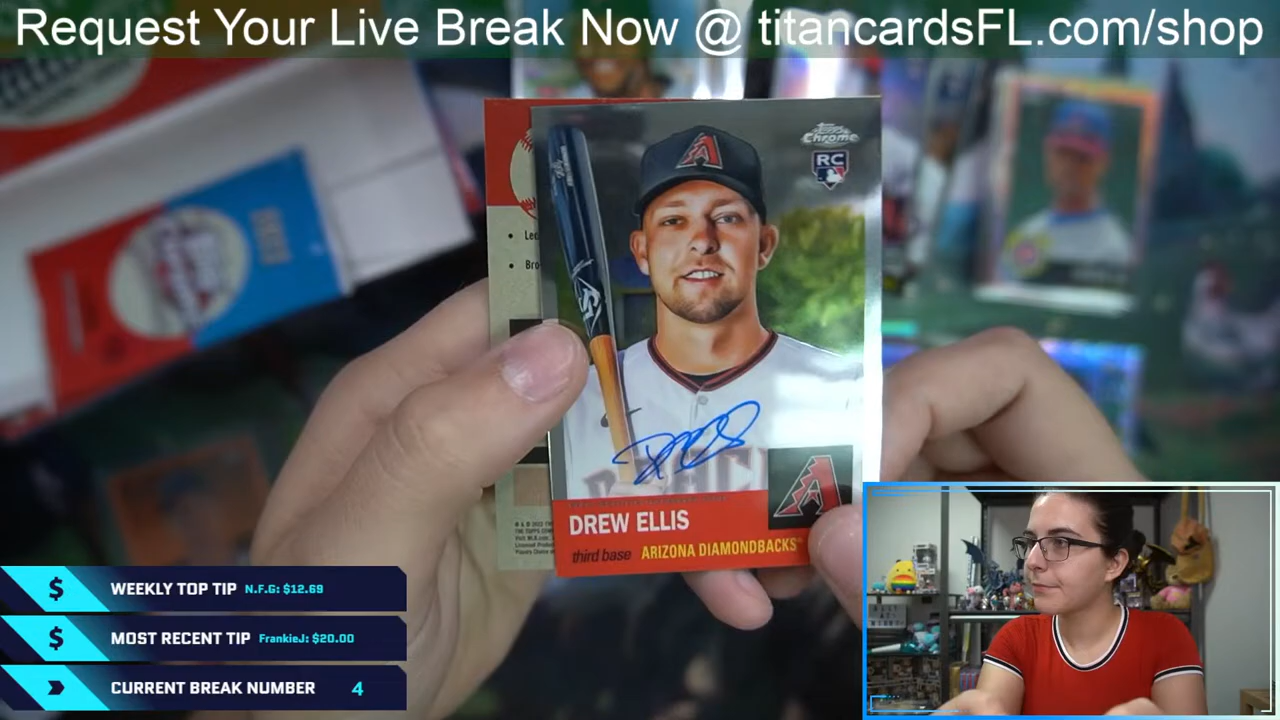 Request Your Live Break Now @ titancardsFL.com/shop
Topps
Chrome
RC
DREW ELLIS
third base ARIZONA DIAMONDBACKS
WEEKLY TOP TIP N.F.G: $12.69
MOST RECENT TIP FrankieJ: $20.00
CURRENT BREAK NUMBER 4